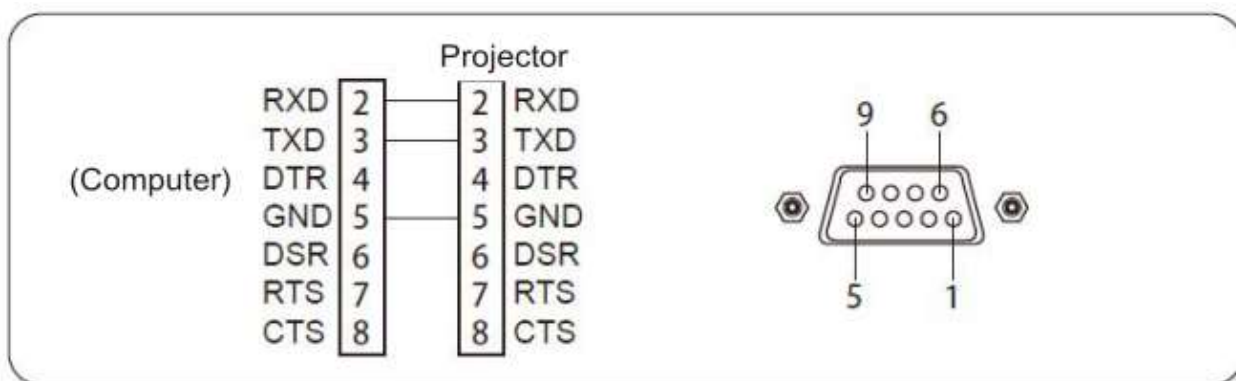 Projector
RXD 2 2 RXD
TXD 3 3 TXD
(Computer) DTR 4 4 DTR
GND 5 5 GND
DSR 6 6 DSR
RTS 7 7 RTS
CTS 8 8 CTS
9 6
5 1